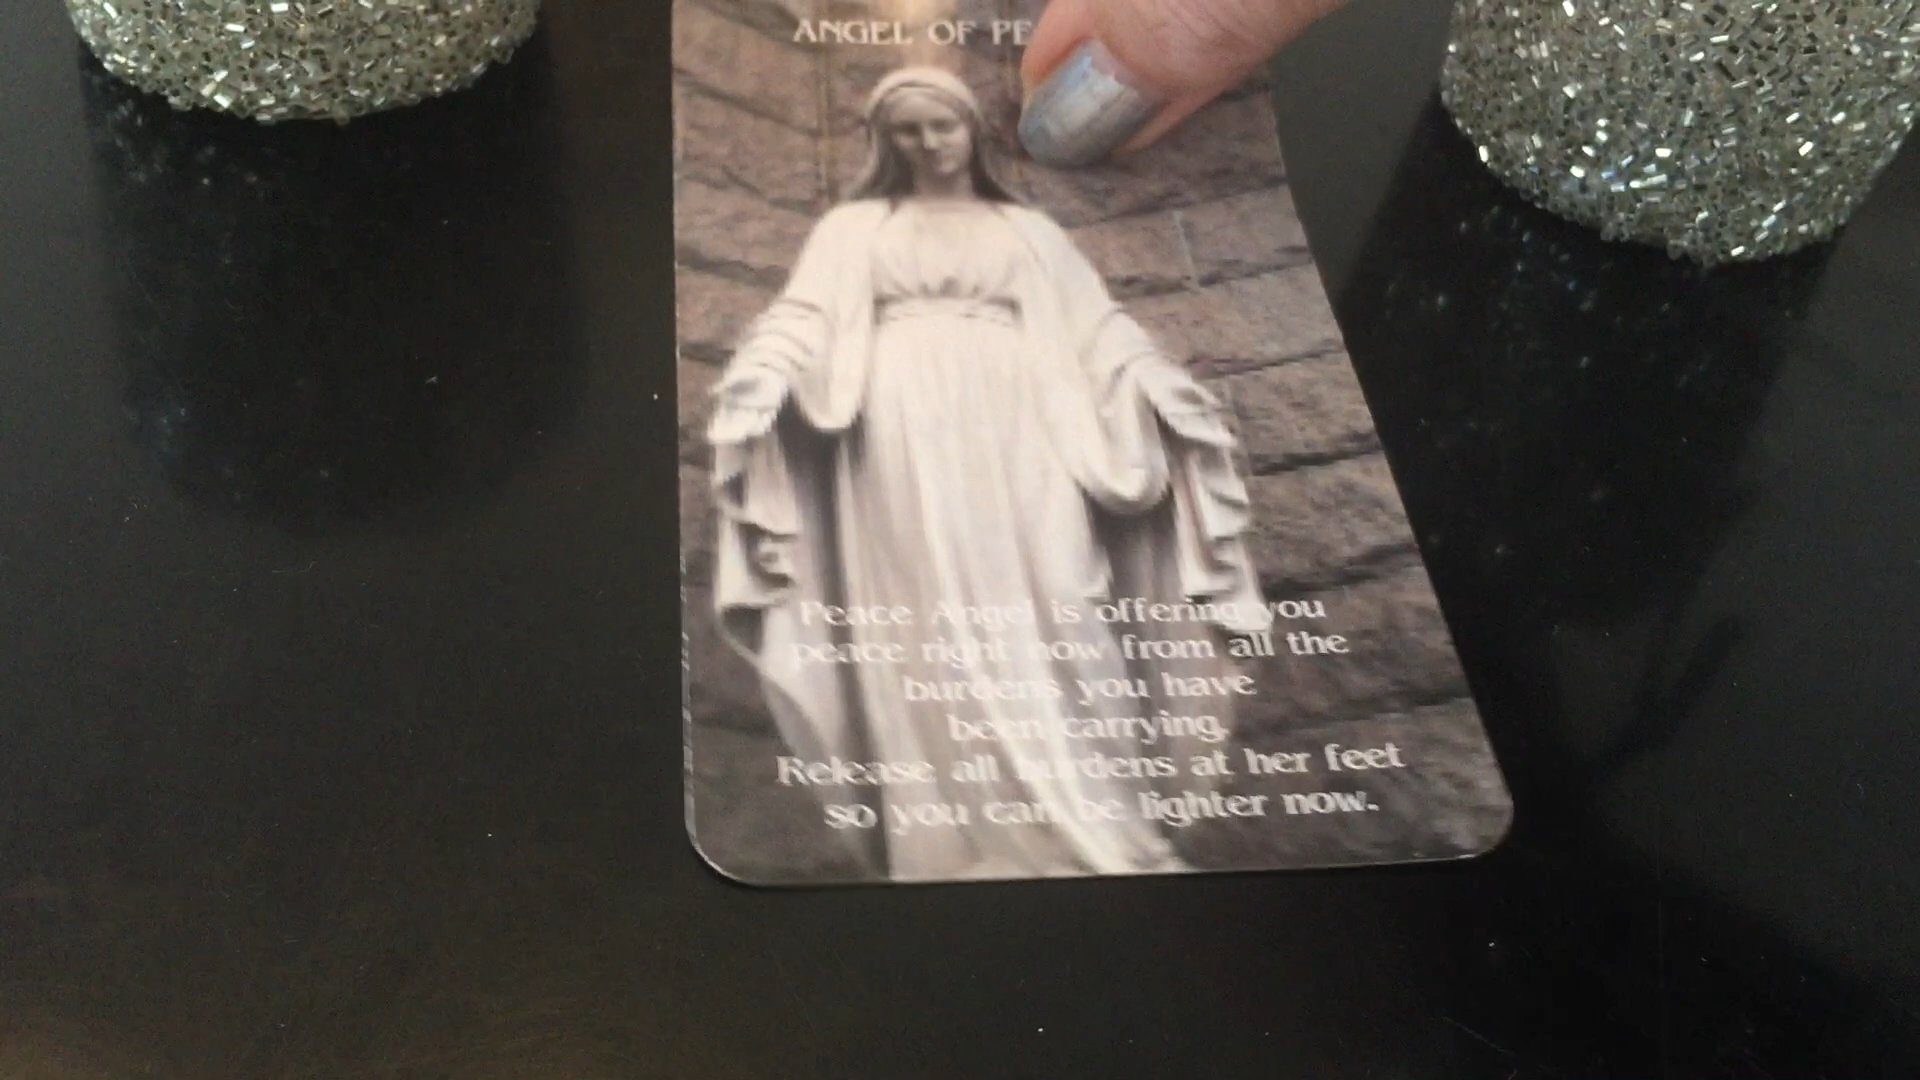 ANGEL OF PE
Peace Angel is offering you
peace right now from all the
burdens you have
been carrying.
Release all burdens at her feet
so you can be lighter now.